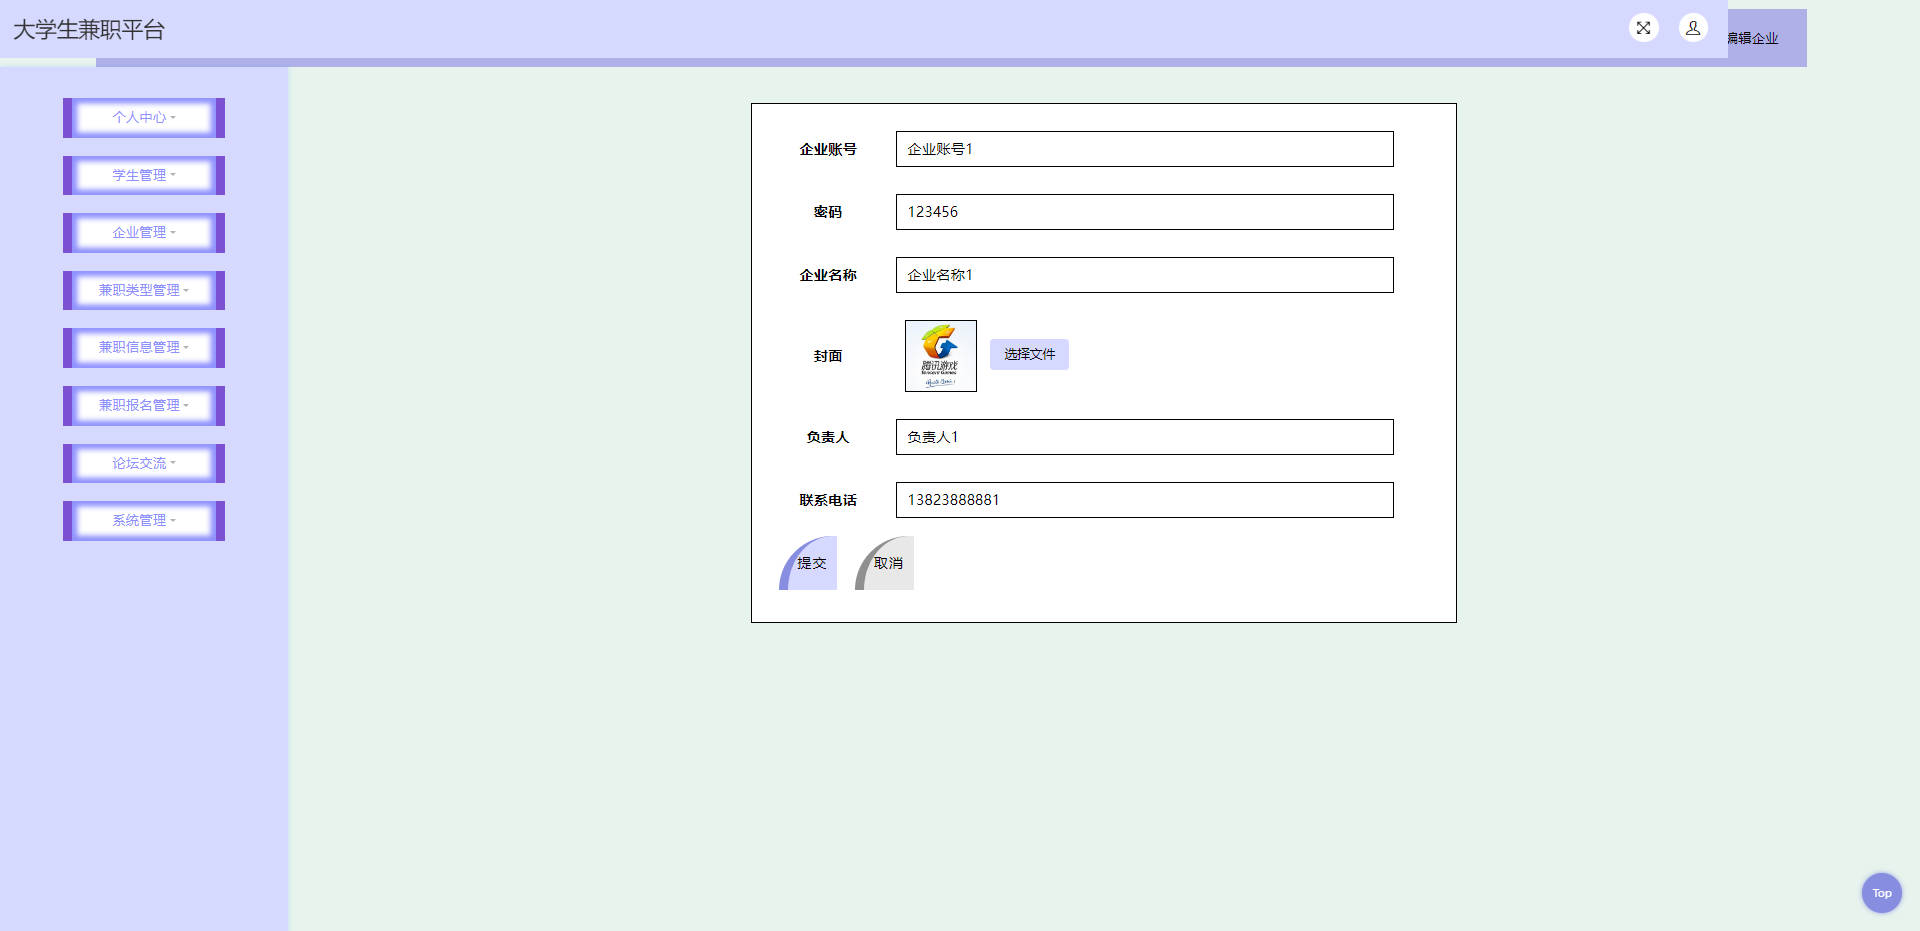 大学生兼职平台
编辑企业
个人中心
学生管理
企业管理
兼职类型管理
兼职信息管理
兼职报名管理
论坛交流
系统管理
企业账号 企业账号1
密码 123456
企业名称 企业名称1
封面 选择文件
腾讯游戏
Tencent Games
负责人 负责人1
联系电话 13823888881
提交 取消
Top